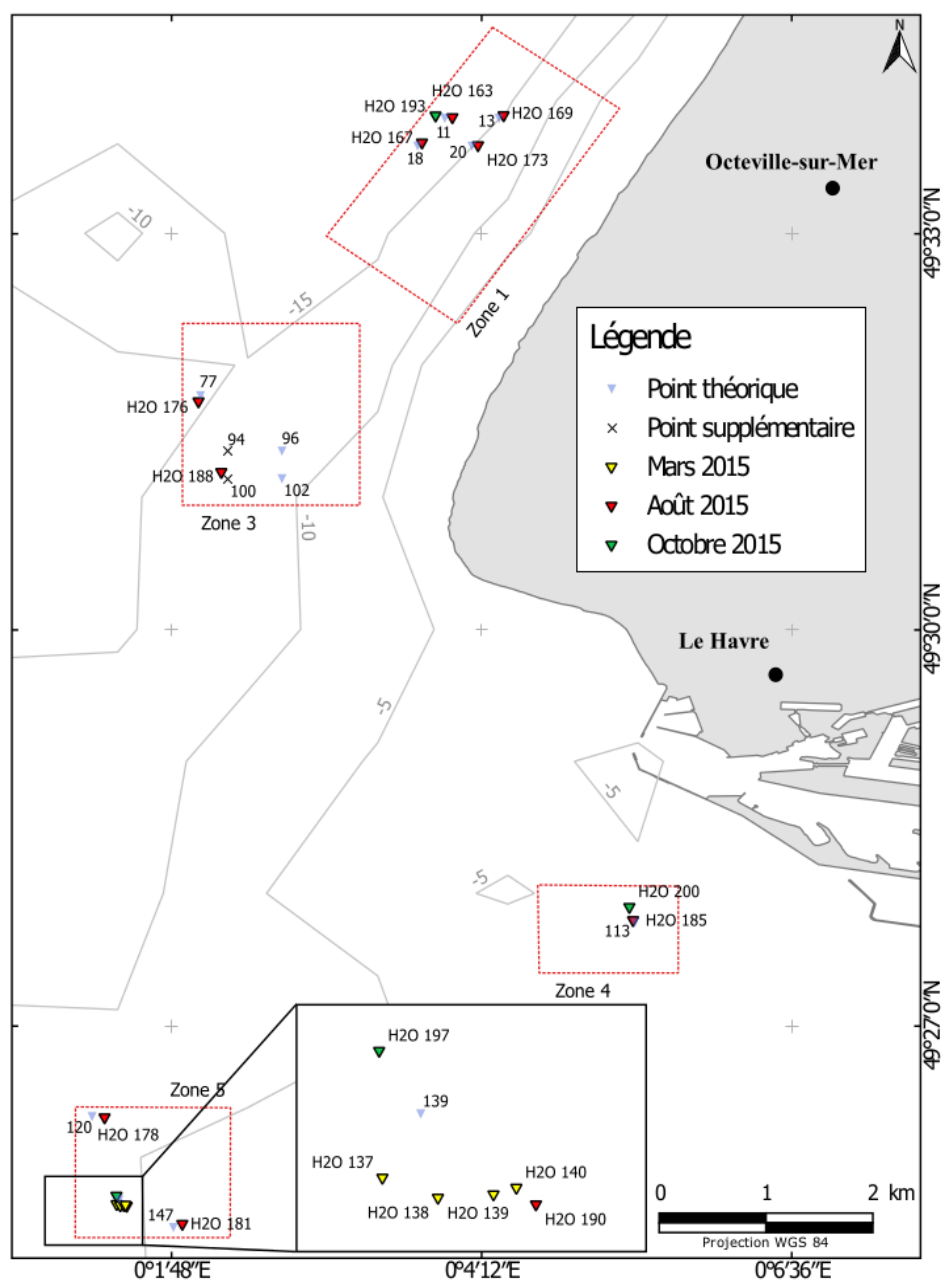 N
H2O 163
H2O 193
H2O 169
11
13
H2O 167
18
20
H2O 173
Octeville-sur-Mer
-10
49°33'0"N
-15
Zone 1
Légende
Point théorique
Point supplémentaire
Mars 2015
Août 2015
Octobre 2015
77
H2O 176
94
96
H2O 188
100
102
Zone 3
-10
49°30'0"N
Le Havre
-5
-5
-5
H2O 200
H2O 185
113
Zone 4
49°27'0"N
H2O 197
Zone 5
139
120
H2O 178
H2O 137
H2O 140
H2O 138
H2O 139
H2O 190
147
H2O 181
0
1
2 km
Projection WGS 84
0°1'48"E
0°4'12"E
0°6'36"E